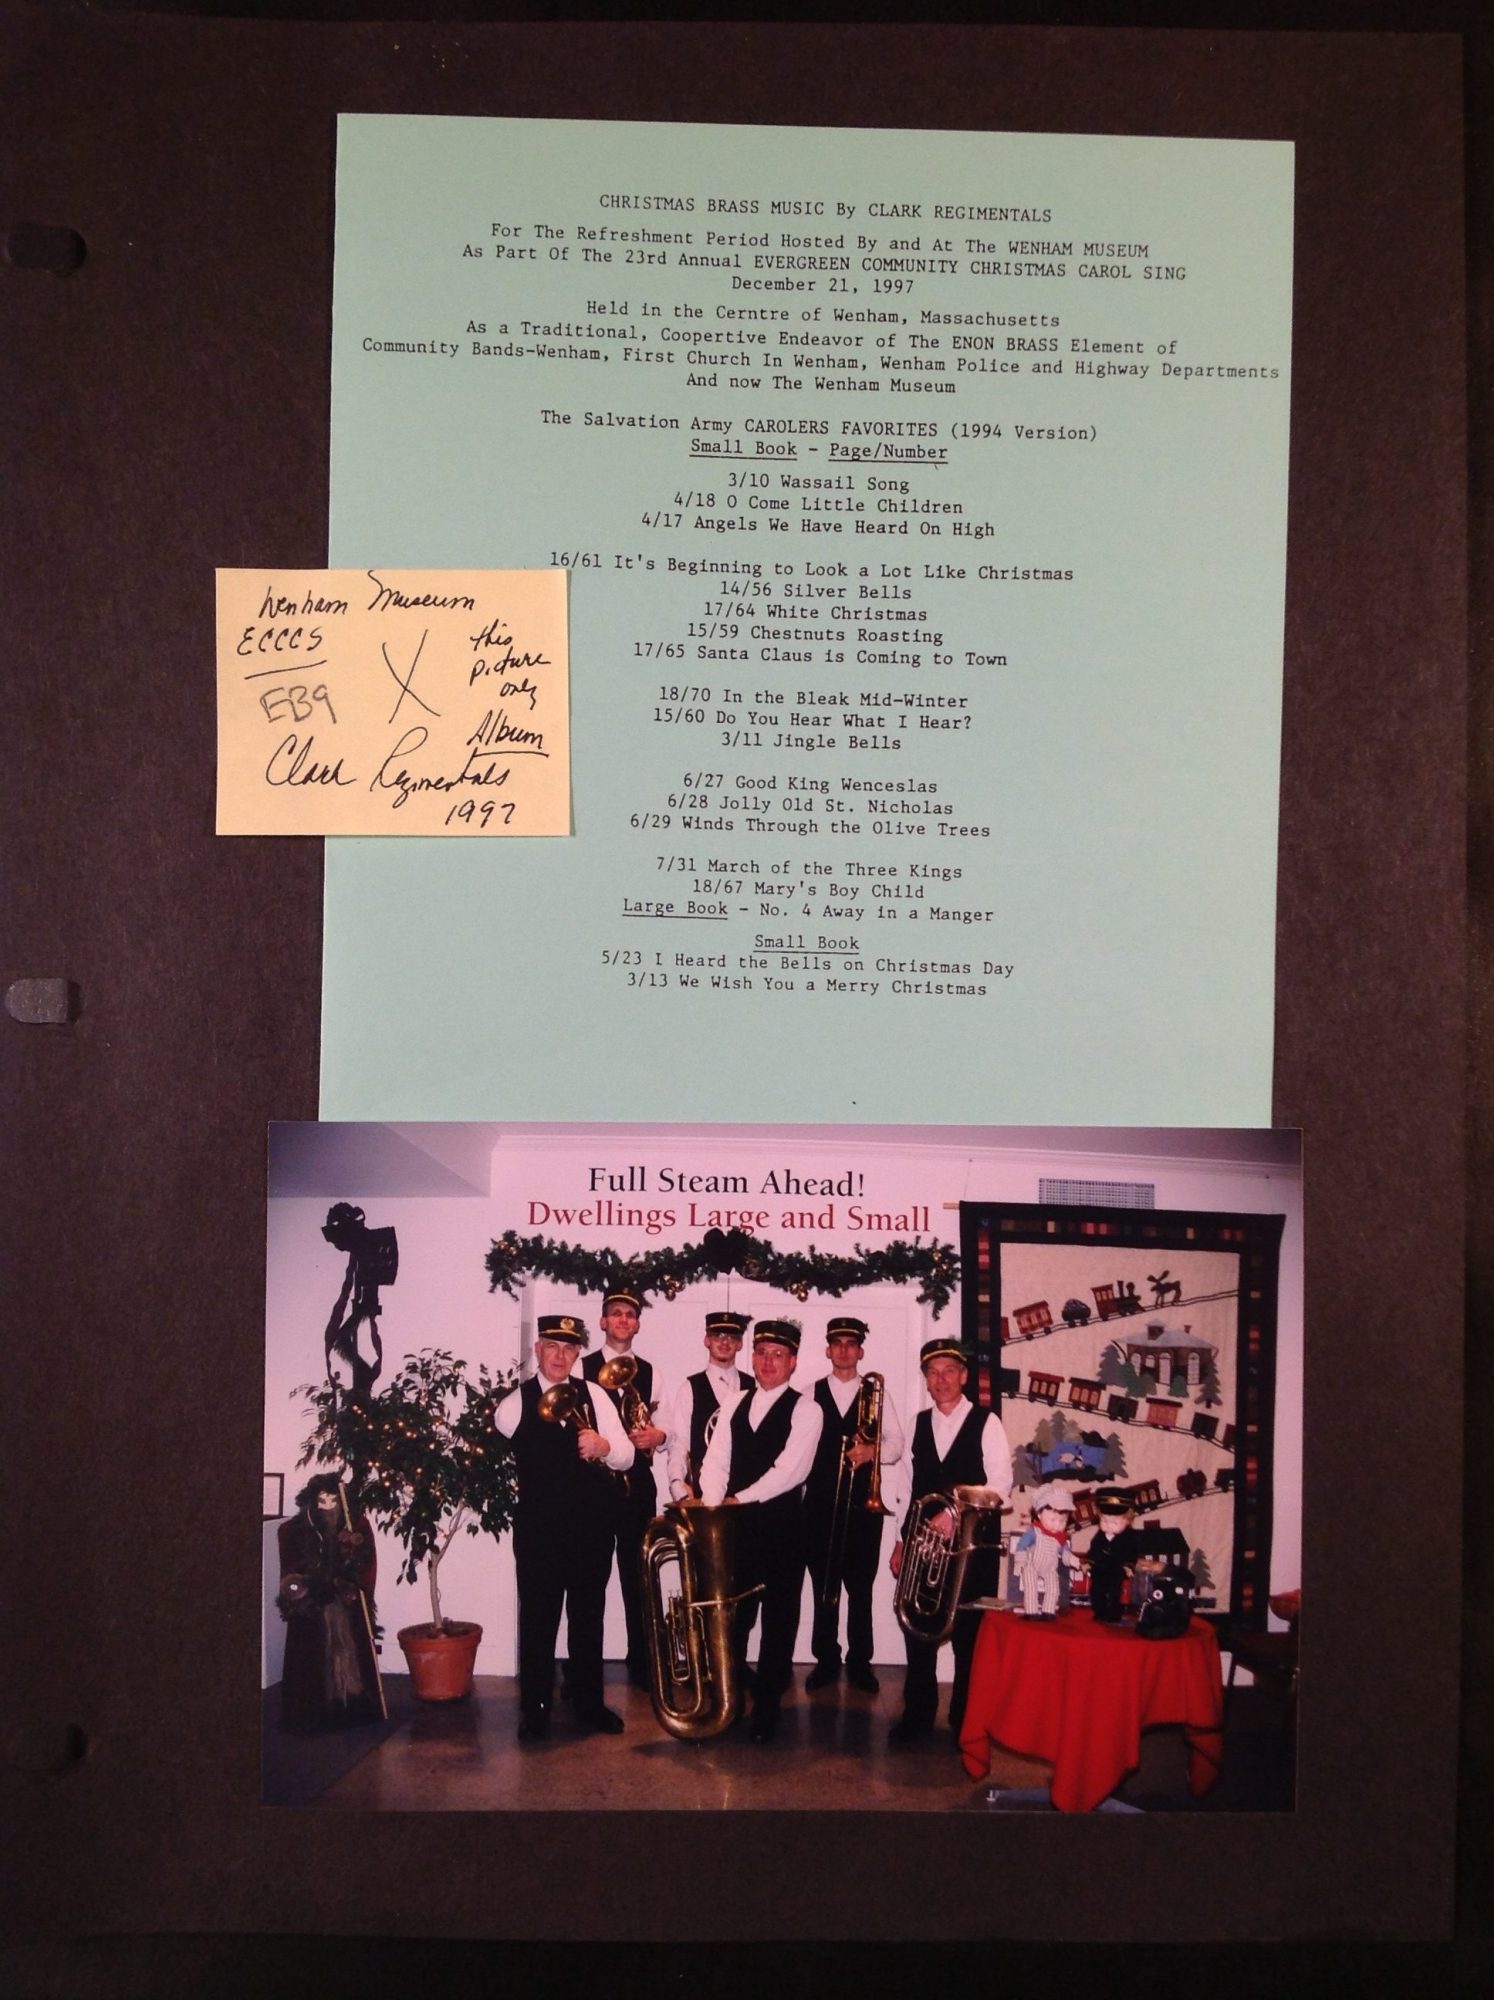 CHRISTMAS BRASS MUSIC By CLARK REGIMENTALS
For The Refreshment Period Hosted By and At The WENHAM MUSEUM
As Part Of The 23rd Annual EVERGREEN COMMUNITY CHRISTMAS CAROL SING
December 21, 1997
Held in the Cerntre of Wenham, Massachusetts
As a Traditional, Coopertive Endeavor of The ENON BRASS Element of
Community Bands-Wenham, First Church In Wenham, Wenham Police and Highway Departments
And now The Wenham Museum
The Salvation Army CAROLERS FAVORITES (1994 Version)
Small Book - Page/Number
3/10 Wassail Song
4/18 O Come Little Children
4/17 Angels We Have Heard On High
16/61 It's Beginning to Look a Lot Like Christmas
14/56 Silver Bells
17/64 White Christmas
15/59 Chestnuts Roasting
17/65 Santa Claus is Coming to Town
18/70 In the Bleak Mid-Winter
15/60 Do You Hear What I Hear?
3/11 Jingle Bells
6/27 Good King Wenceslas
6/28 Jolly Old St. Nicholas
6/29 Winds Through the Olive Trees
7/31 March of the Three Kings
18/67 Mary's Boy Child
Large Book - No. 4 Away in a Manger
Small Book
5/23 I Heard the Bells on Christmas Day
3/13 We Wish You a Merry Christmas
Wenham Museum
ECCCS
EB9
X
this
picture
only
Album
Clark Regimentals
1997
Full Steam Ahead!
Dwellings Large and Small